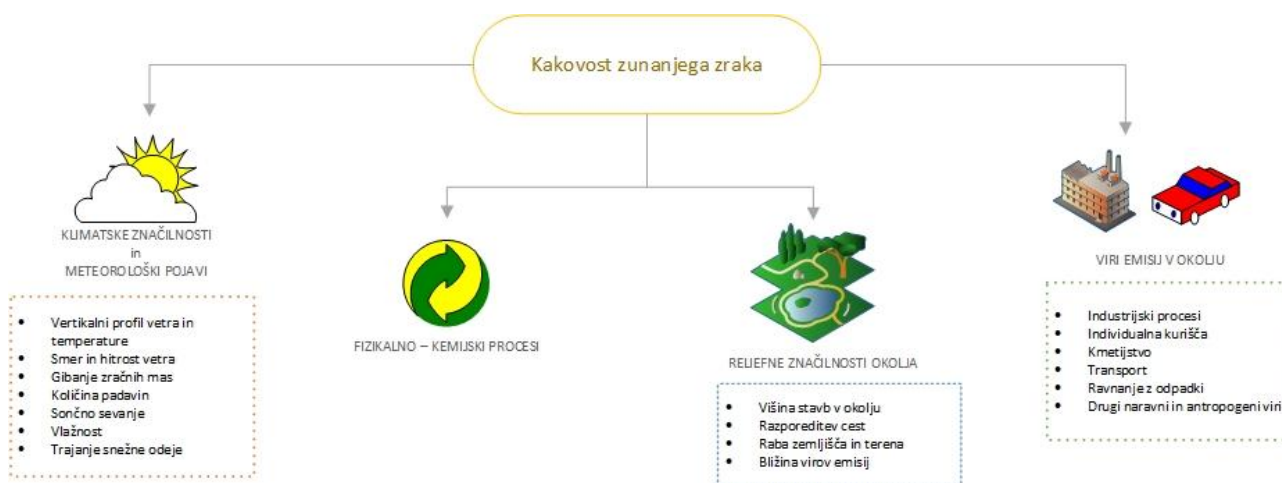 Kakovost zunanjega zraka
KLIMATSKE ZNAČILNOSTI
in
METEOROLOŠKI POJAVI
• Vertikalni profil vetra in
temperature
• Smer in hitrost vetra
• Gibanje zračnih mas
• Količina padavin
• Sončno sevanje
• Vlažnost
• Trajanje snežne odeje
FIZIKALNO – KEMIJSKI PROCESI
RELIEFNE ZNAČILNOSTI OKOLJA
• Višina stavb v okolju
• Razporeditev cest
• Raba zemljišča in terena
• Bližina virov emisij
VIRI EMISIJ V OKOLJU
• Industrijski procesi
• Individualna kurišča
• Kmetijstvo
• Transport
• Ravnanje z odpadki
• Drugi naravni in antropogeni viri